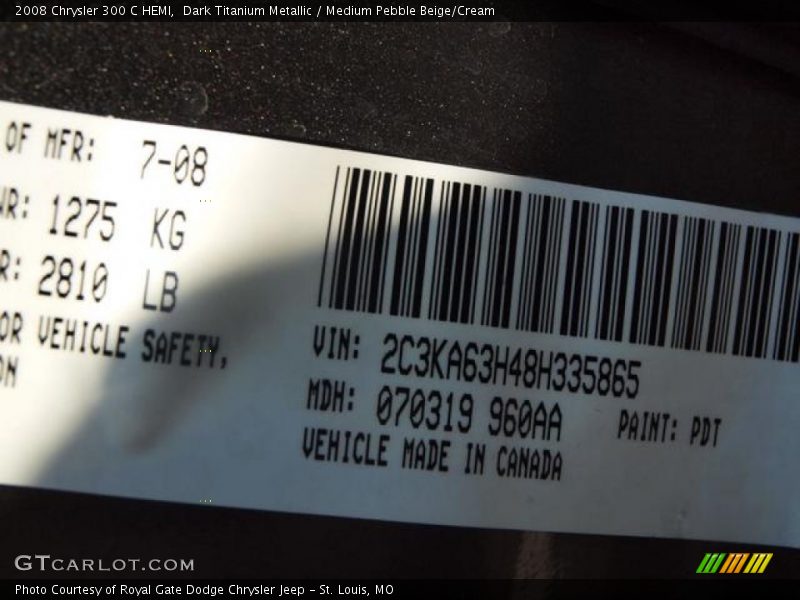 2008 Chrysler 300 C HEMI, Dark Titanium Metallic / Medium Pebble Beige/Cream
OF MFR: 7-08
WR: 1275 KG
R: 2810 LB
OR VEHICLE SAFETY,
ON
VIN: 2C3KA63H48H335865
MDH: 070319 960AA PAINT: PDT
VEHICLE MADE IN CANADA
GTCARLOT.COM
Photo Courtesy of Royal Gate Dodge Chrysler Jeep - St. Louis, MO